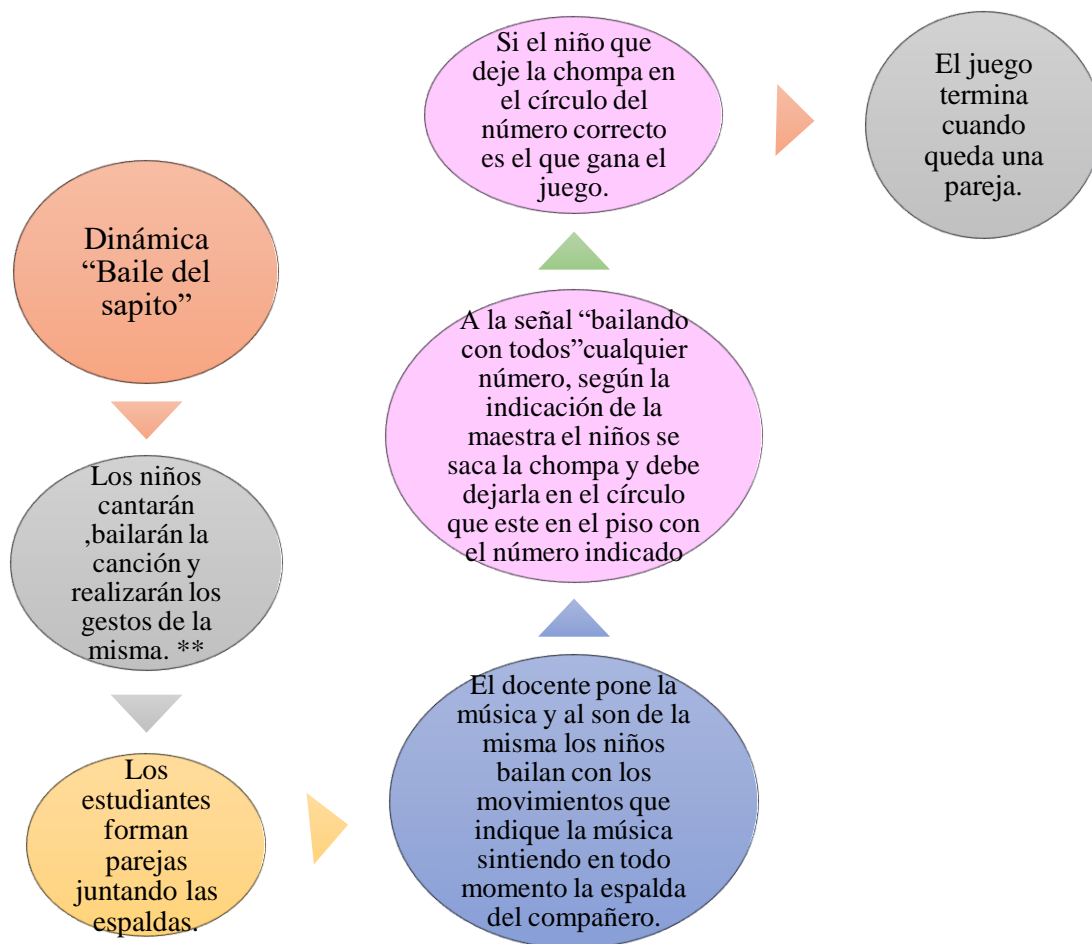 Dinámica
“Baile del
sapito”
Los niños
cantarán
,bailarán la
canción y
realizarán los
gestos de la
misma. **
Los
estudiantes
forman
parejas
juntando las
espaldas.
El docente pone la
música y al son de la
misma los niños
bailan con los
movimientos que
indique la música
sintiendo en todo
momento la espalda
del compañero.
A la señal “bailando
con todos”cualquier
número, según la
indicación de la
maestra el niños se
saca la chompa y debe
dejarla en el círculo
que este en el piso con
el número indicado
Si el niño que
deje la chompa en
el círculo del
número correcto
es el que gana el
juego.
El juego
termina
cuando
queda una
pareja.